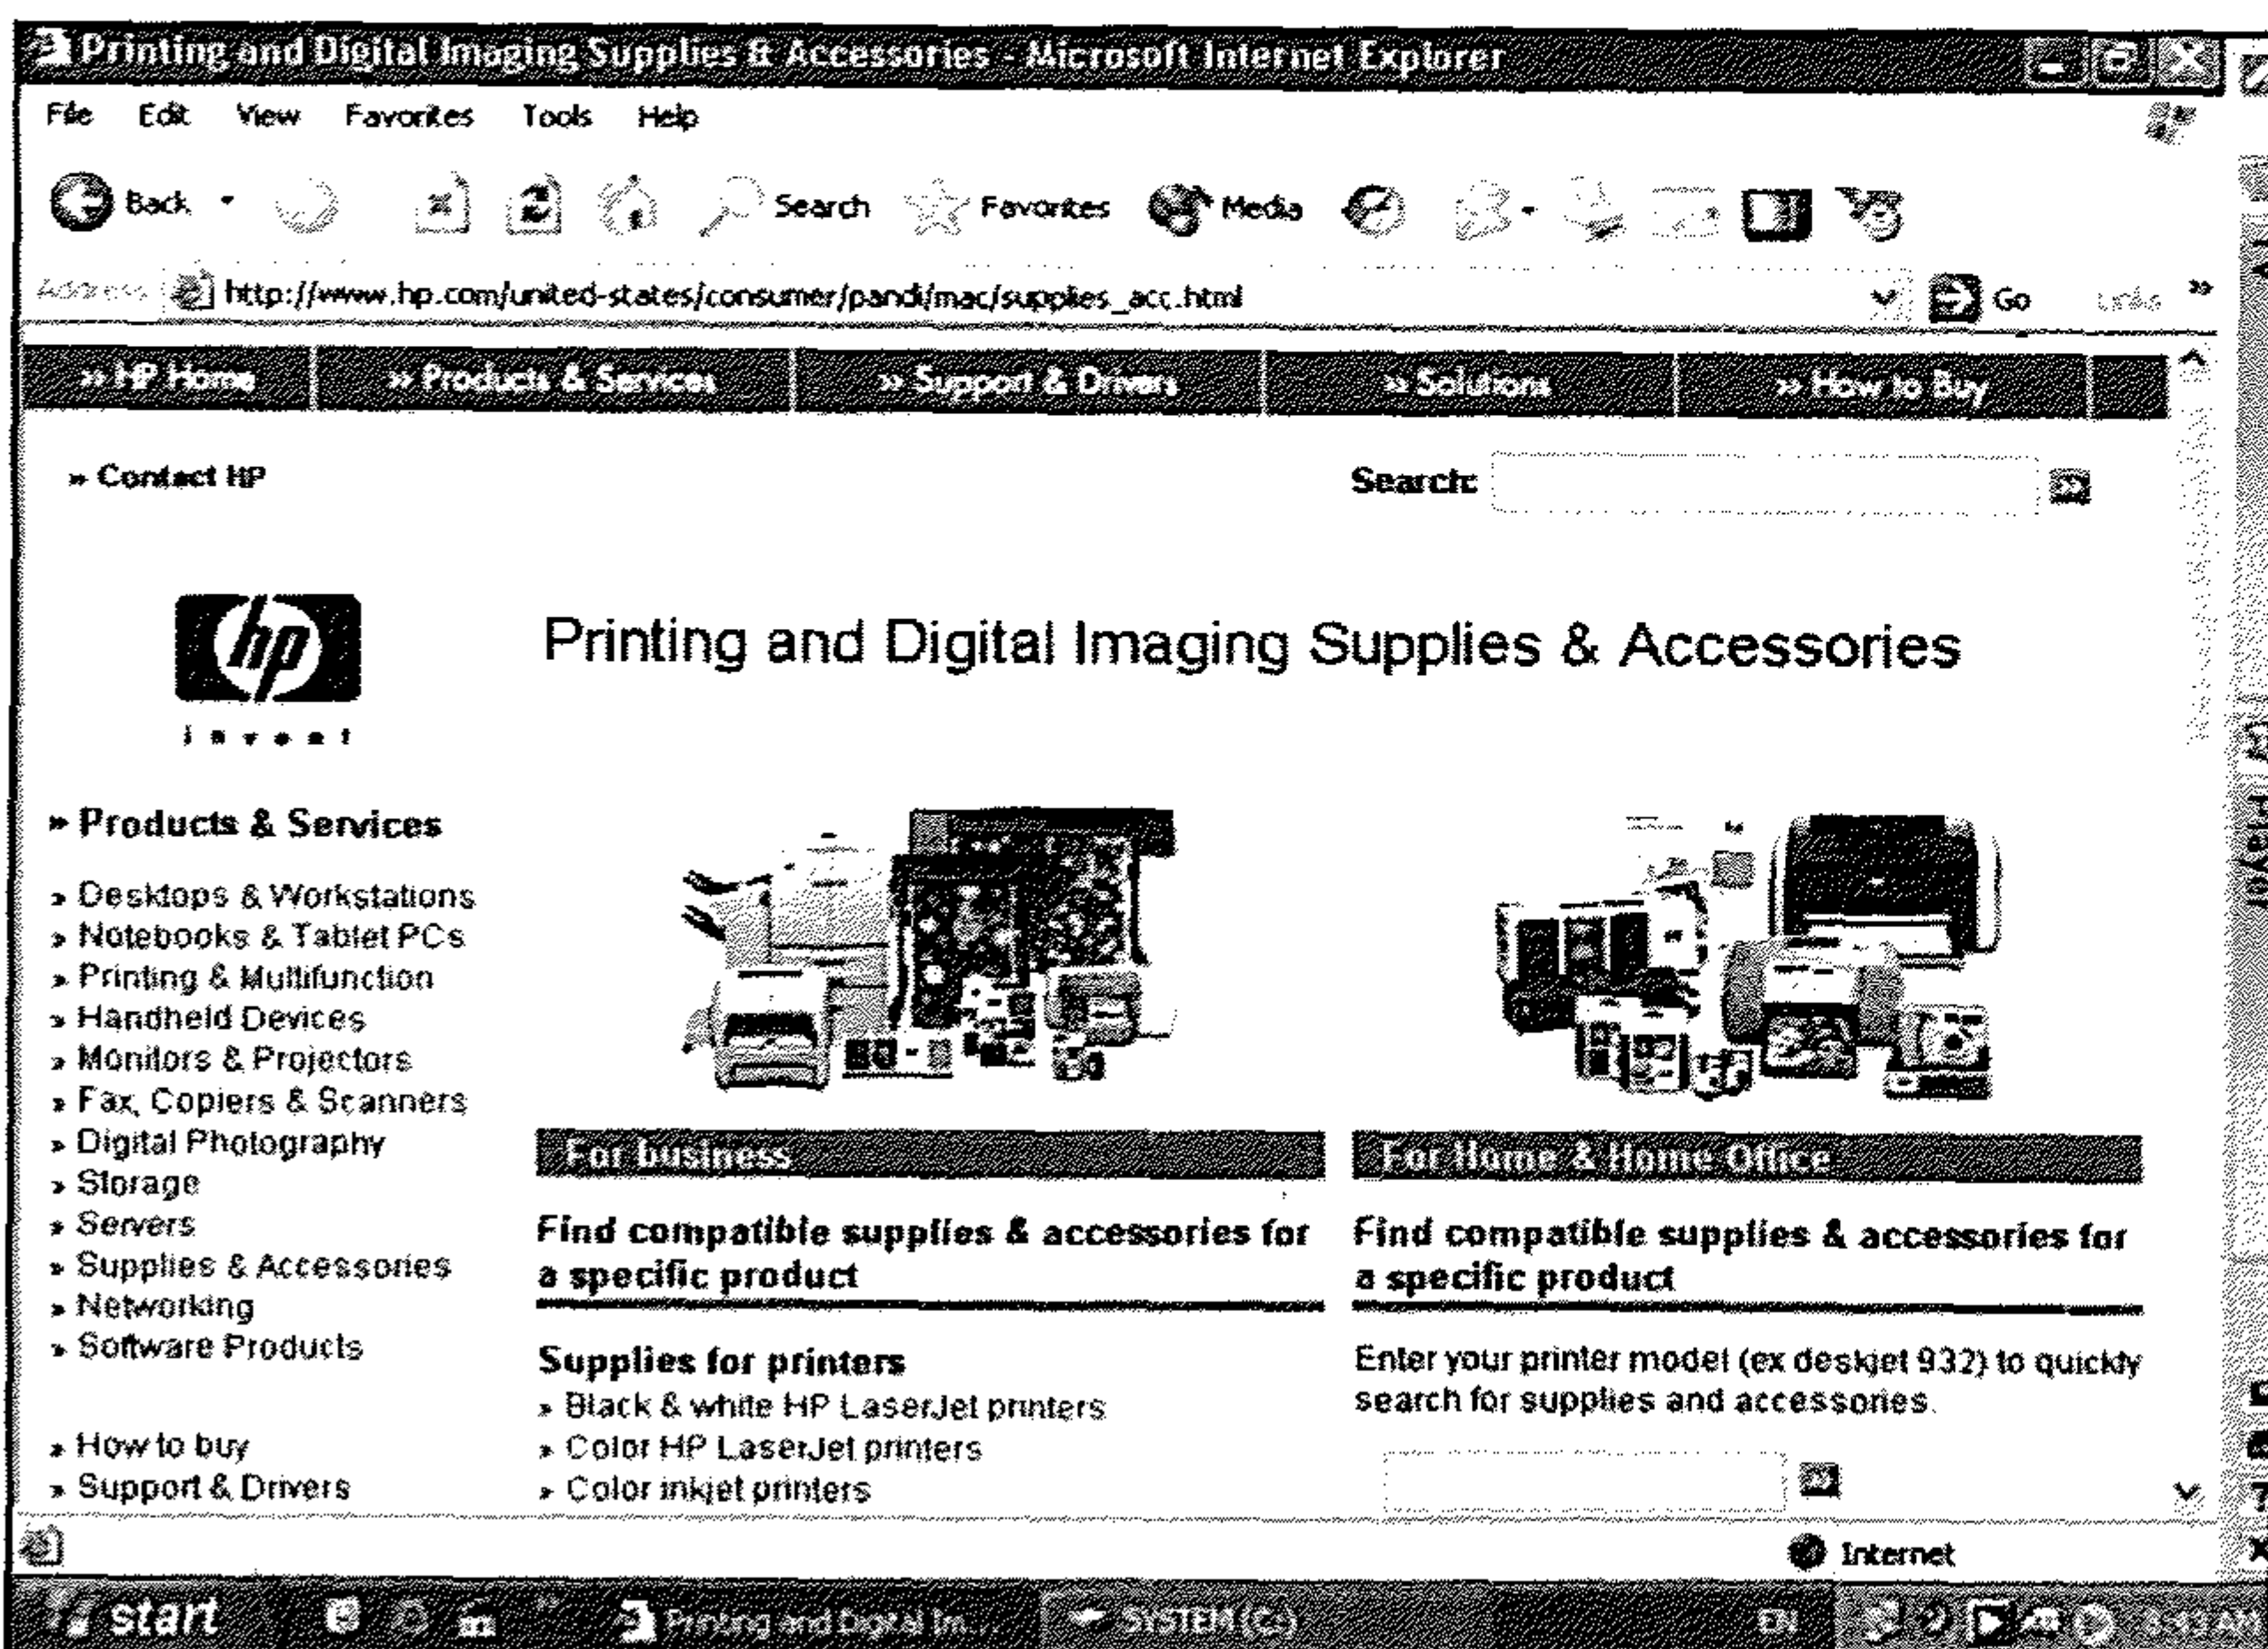 Printing and Digital Imaging Supplies & Accessories - Microsoft Internet Explorer
File Edit View Favorites Tools Help
Back Search Favorites Media
Address http://www.hp.com/united-states/consumer/pandi/mac/supplies_acc.html Go Links »
» HP Home » Products & Services » Support & Drivers » Solutions » How to Buy
» Contact HP Search:
hp
invent
Printing and Digital Imaging Supplies & Accessories
» Products & Services
» Desktops & Workstations
» Notebooks & Tablet PCs
» Printing & Multifunction
» Handheld Devices
» Monitors & Projectors
» Fax, Copiers & Scanners
» Digital Photography
» Storage
» Servers
» Supplies & Accessories
» Networking
» Software Products
» How to buy
» Support & Drivers
For business
Find compatible supplies & accessories for
a specific product
Supplies for printers
» Black & white HP LaserJet printers
» Color HP LaserJet printers
» Color inkjet printers
For Home & Home Office
Find compatible supplies & accessories for
a specific product
Enter your printer model (ex deskjet 932) to quickly
search for supplies and accessories.
Internet
start Printing and Digital Im... SYSTEM (C:) EN 8:43 AM
Player